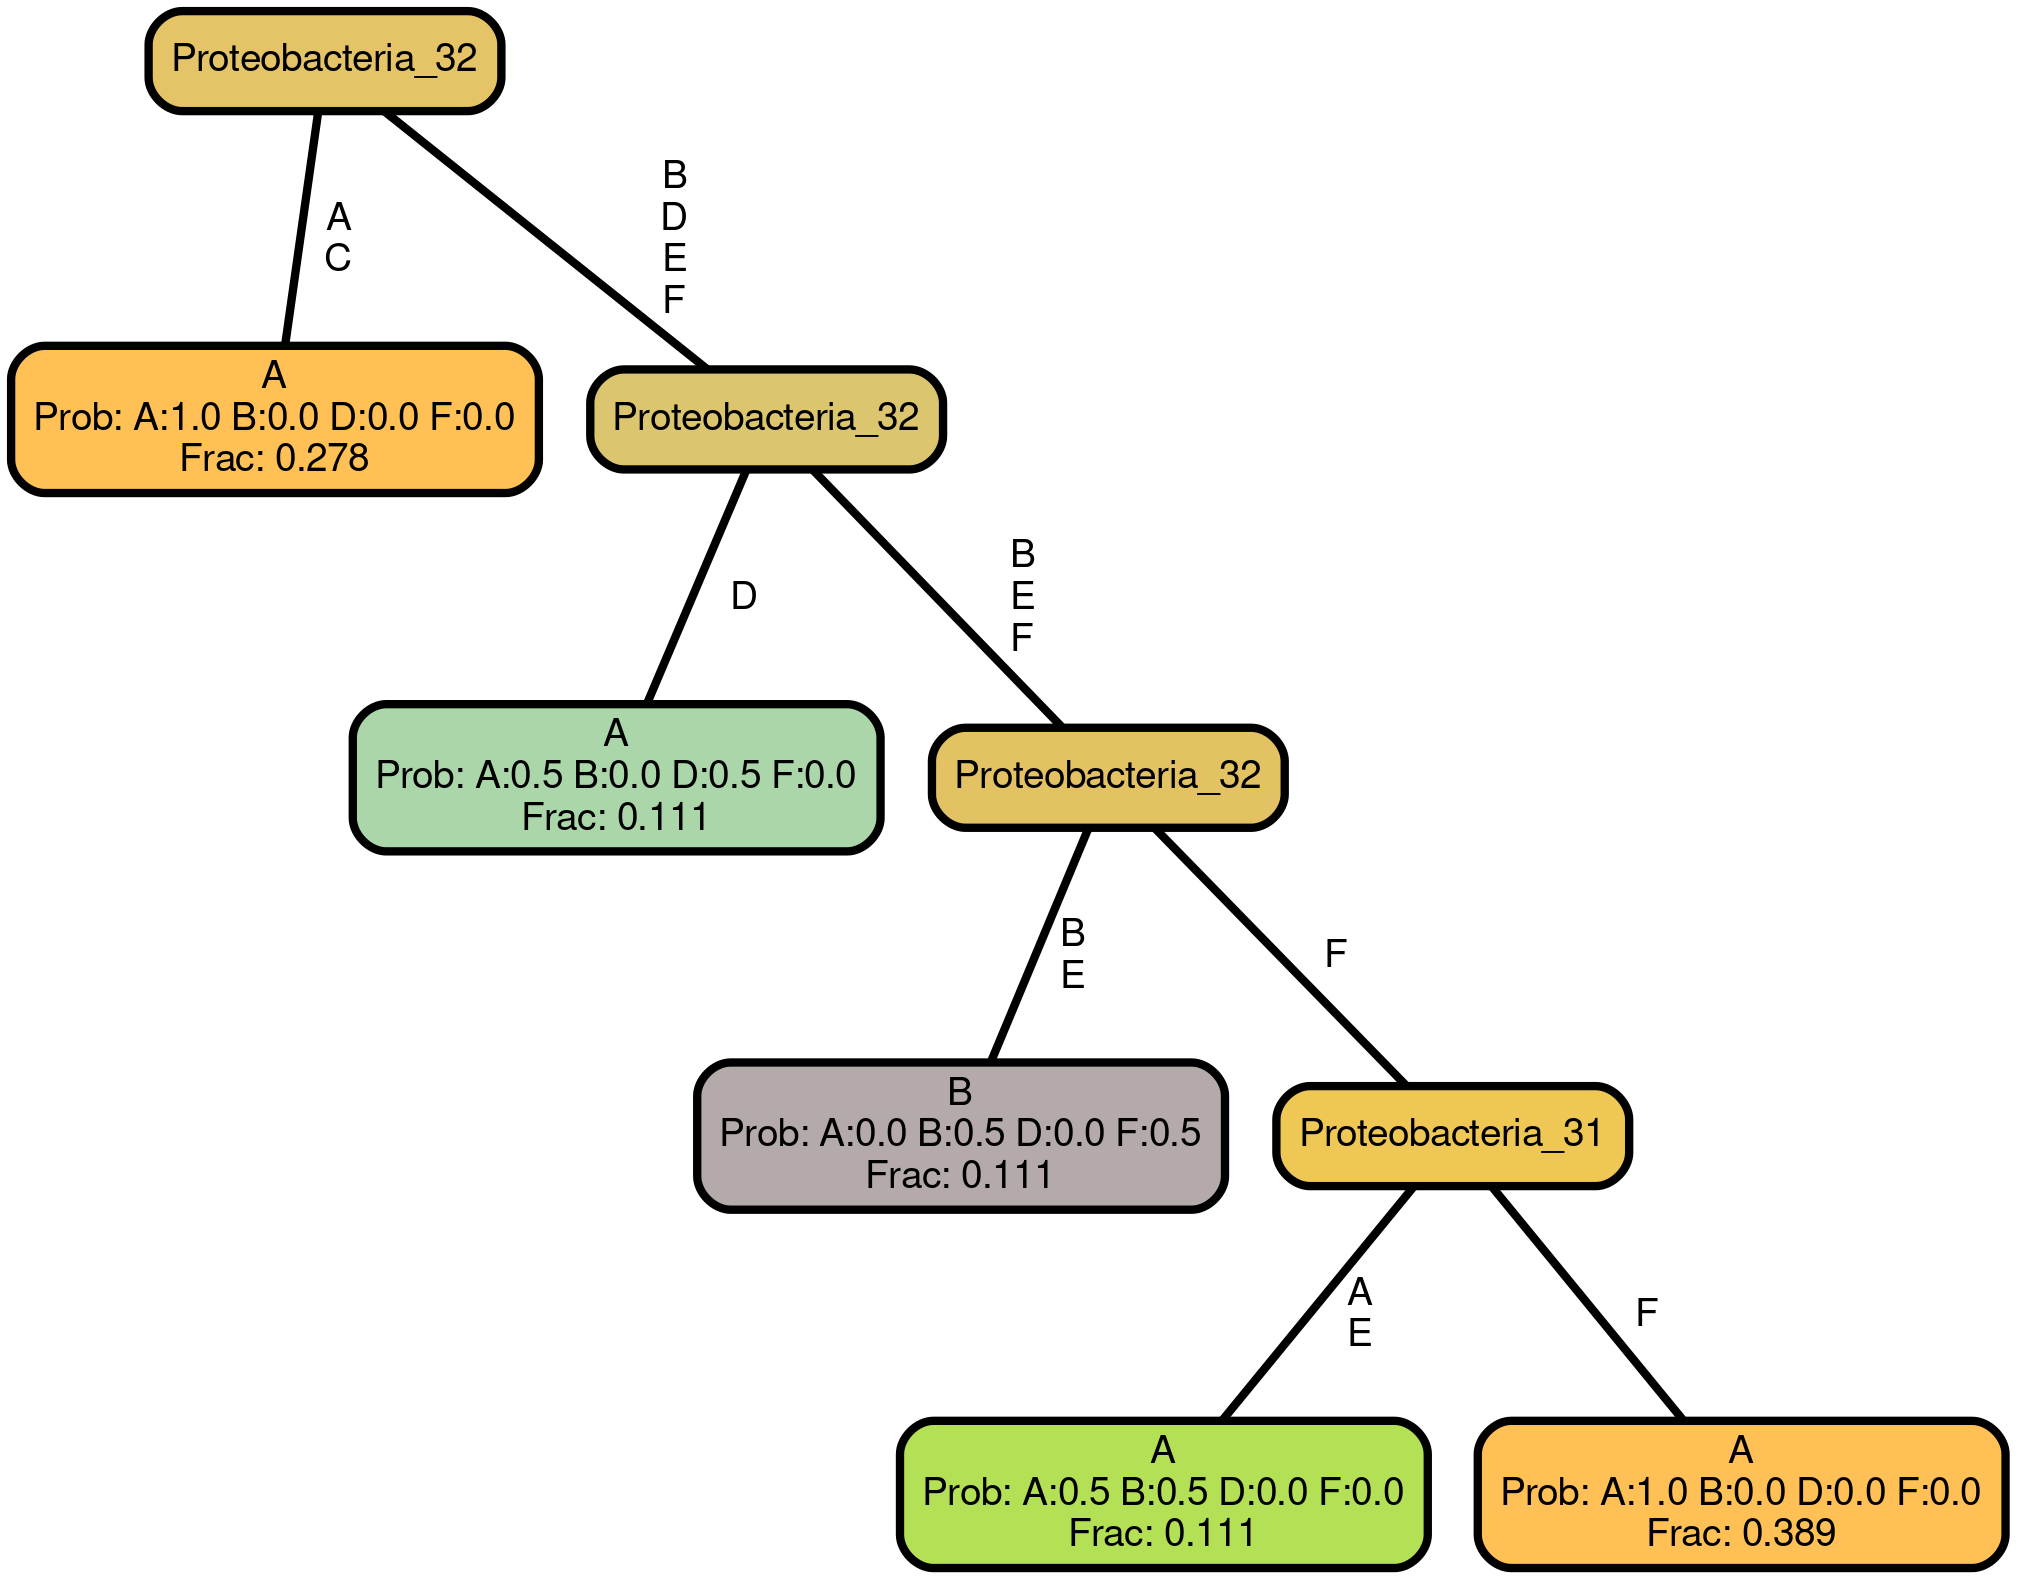 Proteobacteria_32
A
C
B
D
E
F
A
Prob: A:1.0 B:0.0 D:0.0 F:0.0
Frac: 0.278
Proteobacteria_32
D
B
E
F
A
Prob: A:0.5 B:0.0 D:0.5 F:0.0
Frac: 0.111
Proteobacteria_32
B
E
F
B
Prob: A:0.0 B:0.5 D:0.0 F:0.5
Frac: 0.111
Proteobacteria_31
A
E
F
A
Prob: A:0.5 B:0.5 D:0.0 F:0.0
Frac: 0.111
A
Prob: A:1.0 B:0.0 D:0.0 F:0.0
Frac: 0.389